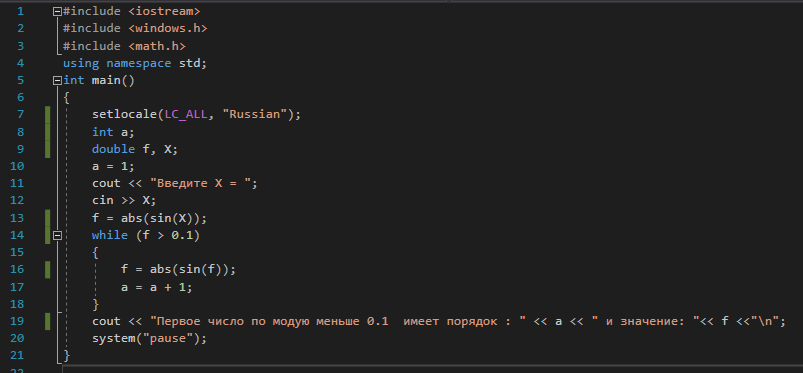 1 #include <iostream>
2 #include <windows.h>
3 #include <math.h>
4 using namespace std;
5 int main()
6 {
7 setlocale(LC_ALL, "Russian");
8 int a;
9 double f, X;
10 a = 1;
11 cout << "Введите X = ";
12 cin >> X;
13 f = abs(sin(X));
14 while (f > 0.1)
15 {
16 f = abs(sin(f));
17 a = a + 1;
18 }
19 cout << "Первое число по модую меньше 0.1  имеет порядок : " << a << " и значение: "<< f <<"\n";
20 system("pause");
21 }
22